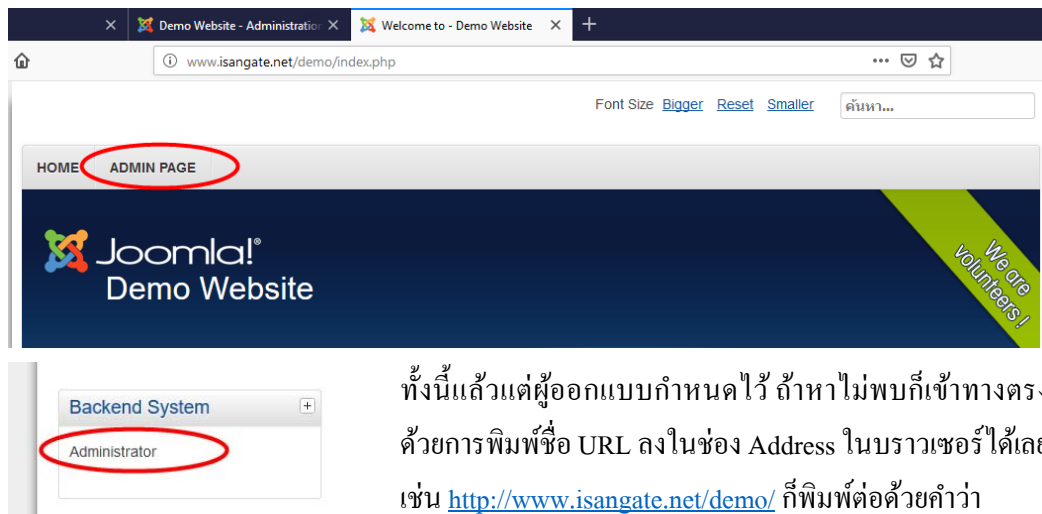 Demo Website - Administration
Welcome to - Demo Website
www.isangate.net/demo/index.php
Font Size Bigger Reset Smaller
ค้นหา...
HOME ADMIN PAGE
Joomla!®
Demo Website
We are
volunteers !
Backend System
Administrator
ทั้งนี้แล้วแต่ผู้ออกแบบกำหนดไว้ ถ้าหาไม่พบก็เข้าทางตรง
ด้วยการพิมพ์ชื่อ URL ลงในช่อง Address ในบราวเซอร์ได้เลย
เช่น http://www.isangate.net/demo/ ก็พิมพ์ต่อด้วยคำว่า